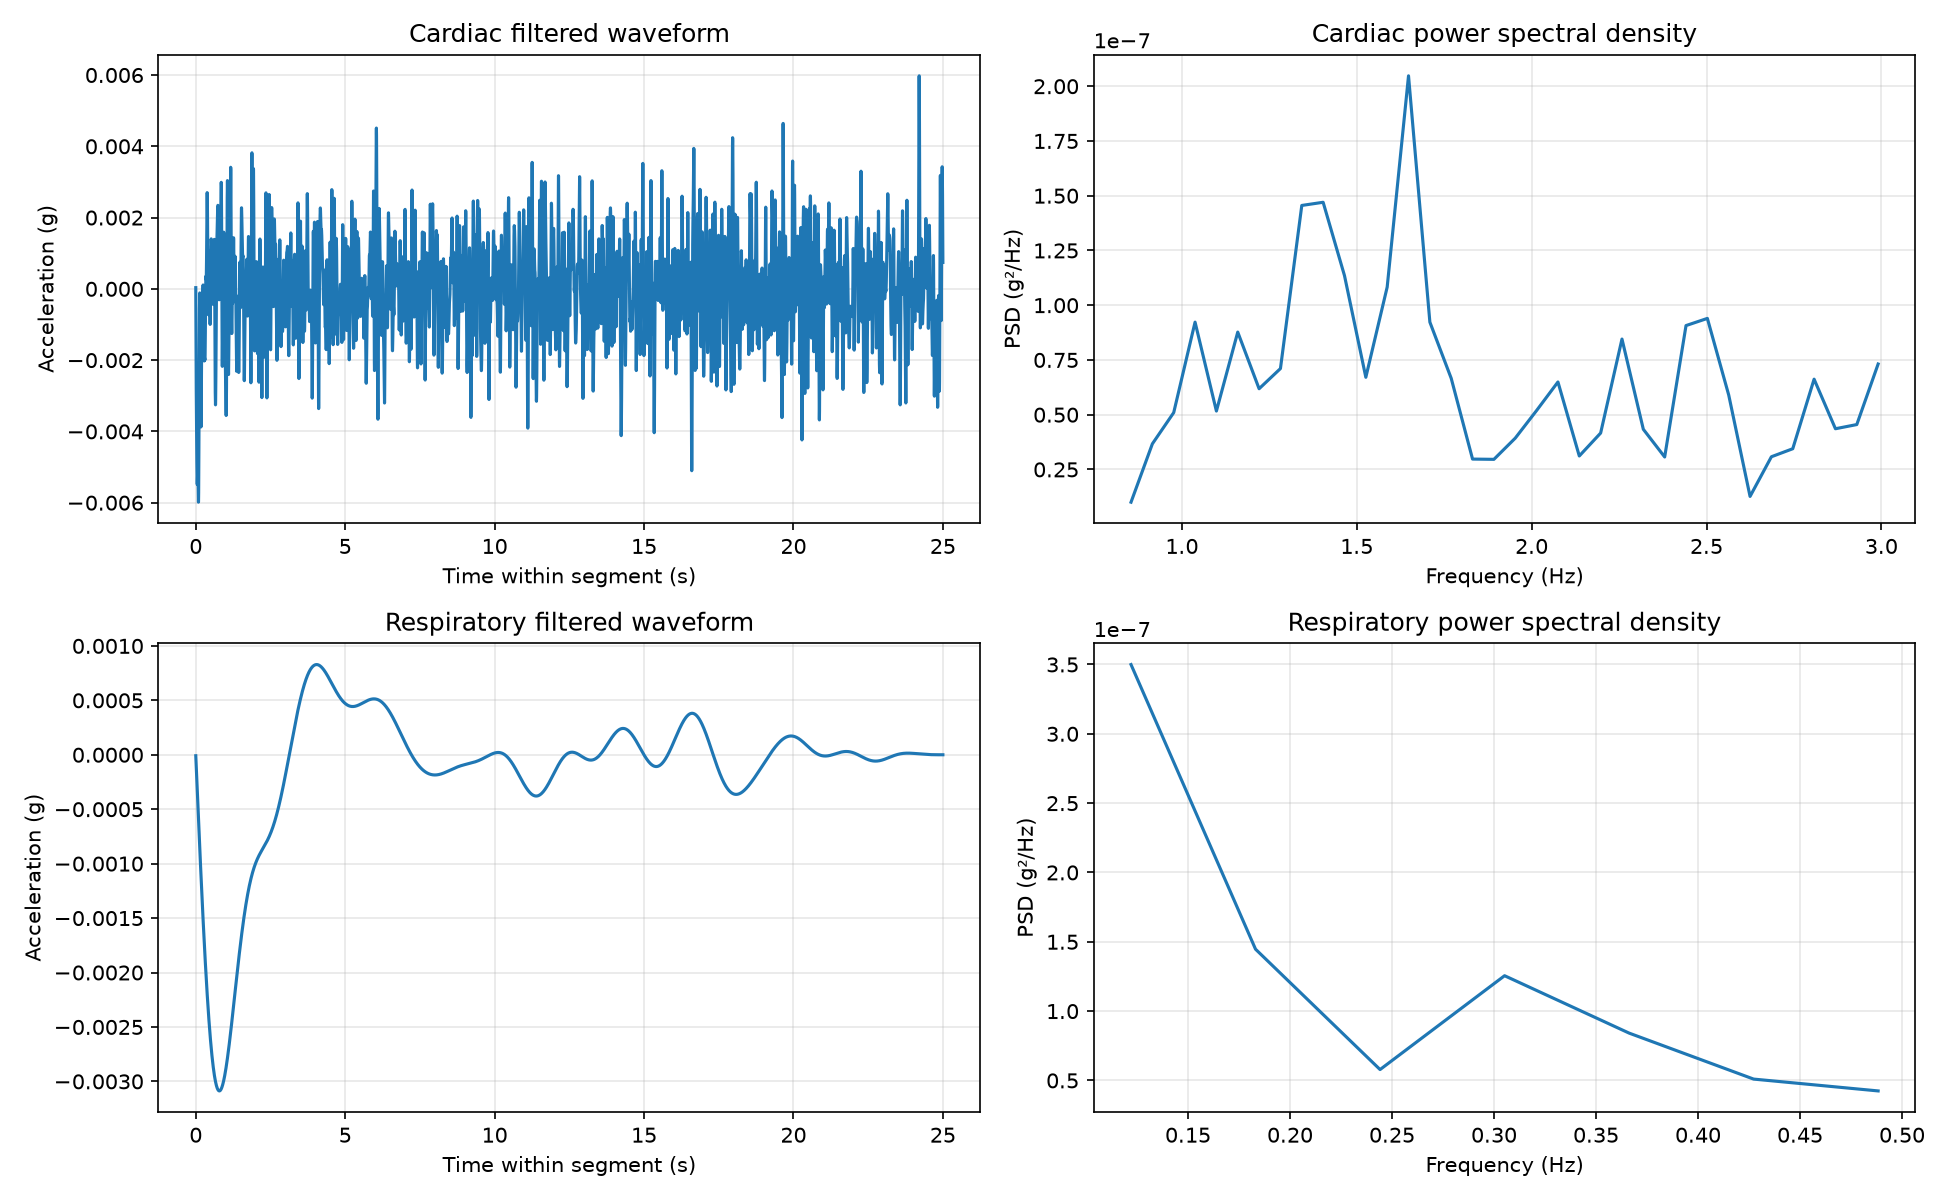 Cardiac filtered waveform
0.006
0.004
0.002
0.000
−0.002
−0.004
−0.006
Acceleration (g)
0 5 10 15 20 25
Time within segment (s)
Cardiac power spectral density
1e−7
2.00
1.75
1.50
1.25
1.00
0.75
0.50
0.25
PSD (g²/Hz)
1.0 1.5 2.0 2.5 3.0
Frequency (Hz)
Respiratory filtered waveform
0.0010
0.0005
0.0000
−0.0005
−0.0010
−0.0015
−0.0020
−0.0025
−0.0030
Acceleration (g)
0 5 10 15 20 25
Time within segment (s)
Respiratory power spectral density
1e−7
3.5
3.0
2.5
2.0
1.5
1.0
0.5
PSD (g²/Hz)
0.15 0.20 0.25 0.30 0.35 0.40 0.45 0.50
Frequency (Hz)